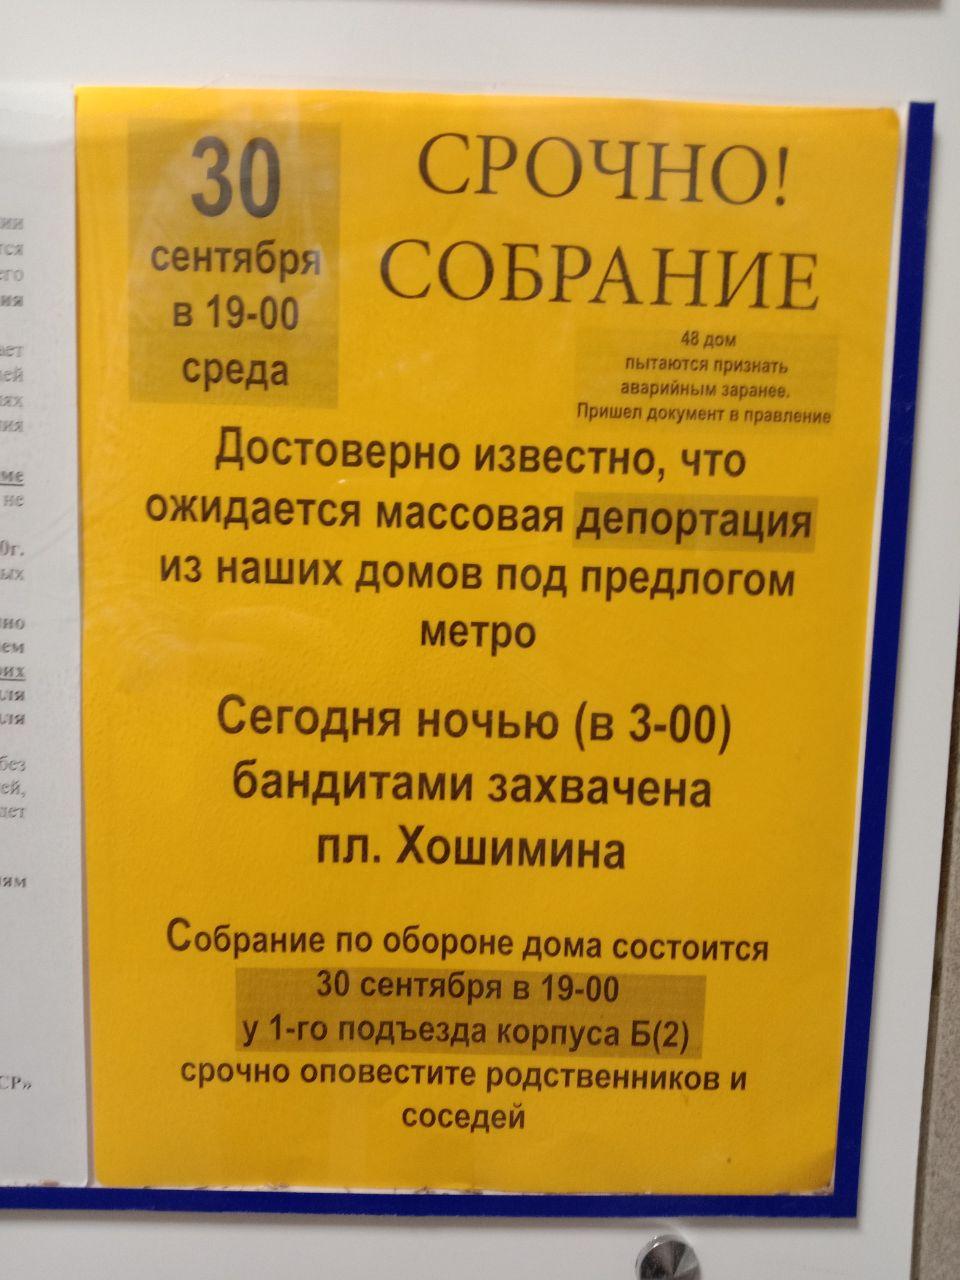 30
сентября
в 19-00
среда
СРОЧНО!
СОБРАНИЕ
48 дом
пытаются признать
аварийным заранее.
Пришел документ в правление
Достоверно известно, что
ожидается массовая депортация
из наших домов под предлогом
метро
Сегодня ночью (в 3-00)
бандитами захвачена
пл. Хошимина
Собрание по обороне дома состоится
30 сентября в 19-00
у 1-го подъезда корпуса Б(2)
срочно оповестите родственников и
соседей